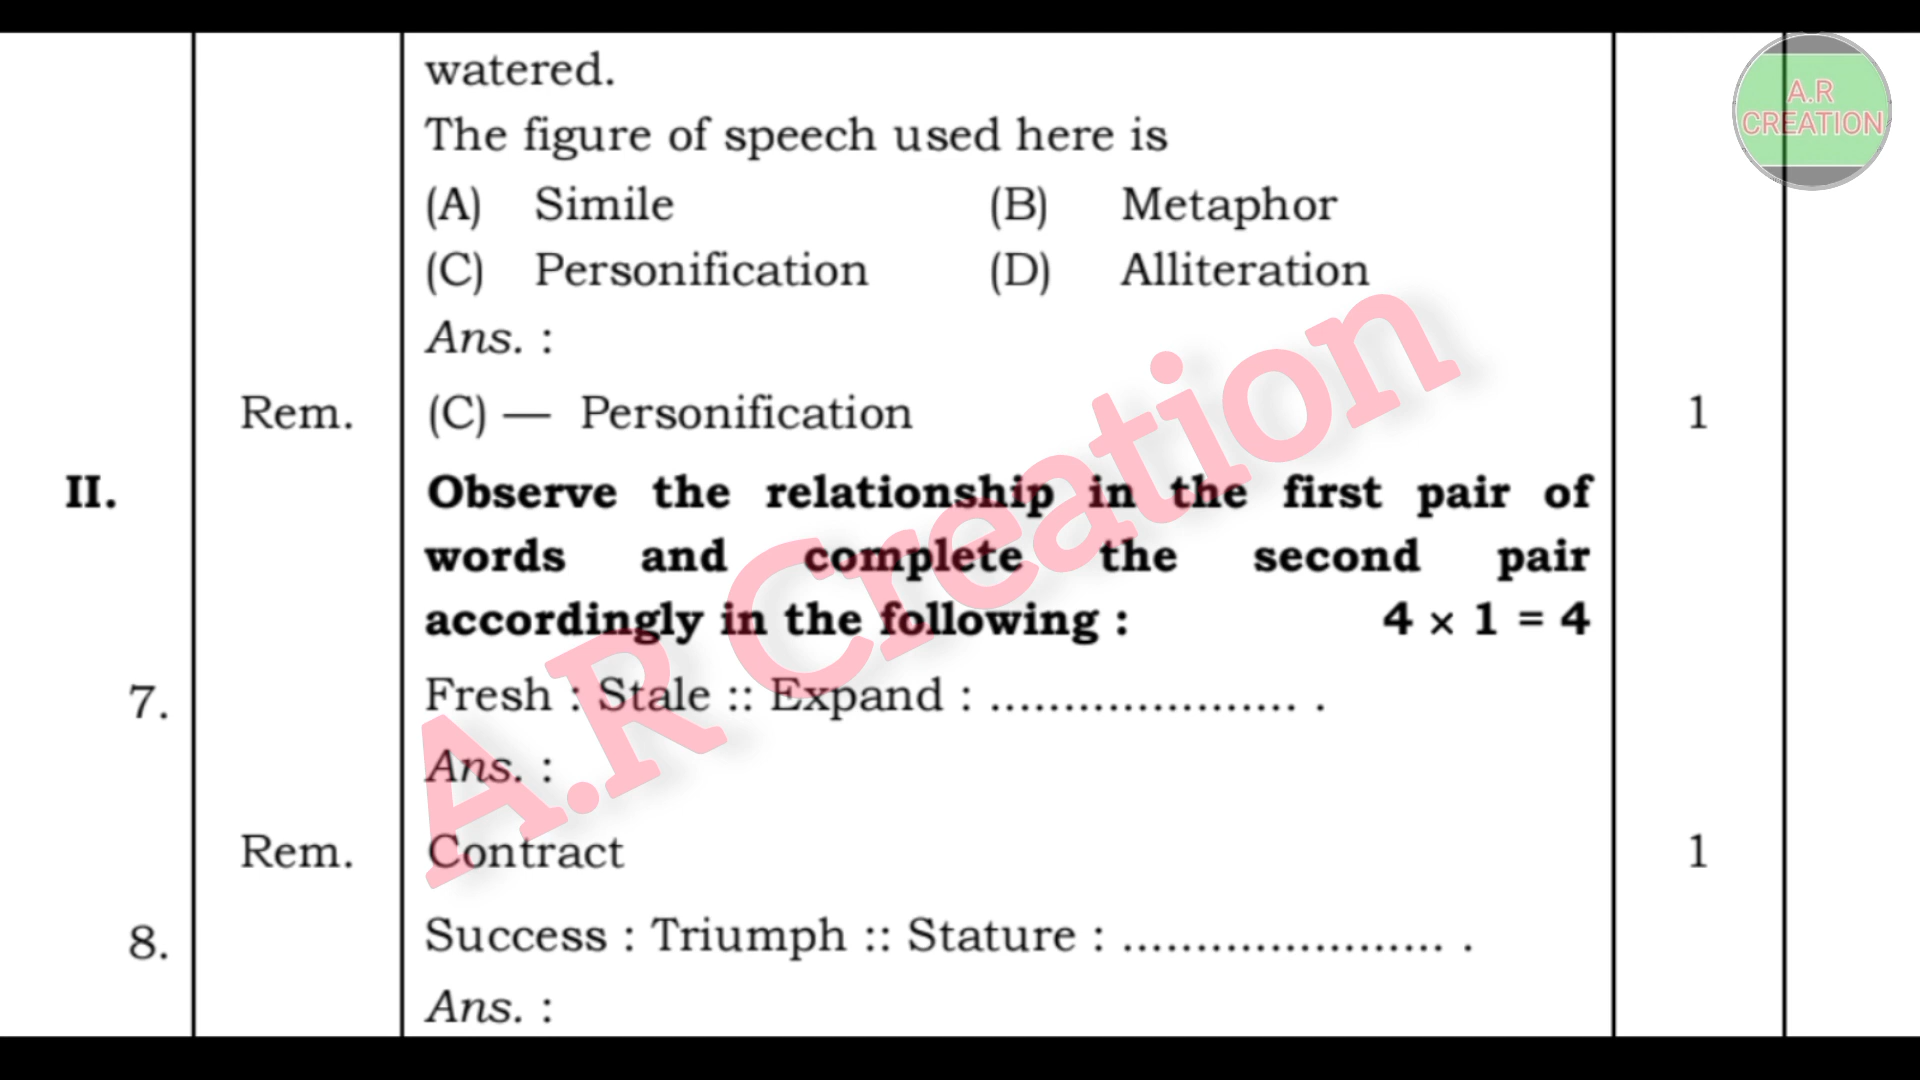 watered.
The figure of speech used here is
(A) Simile (B) Metaphor
(C) Personification (D) Alliteration
Ans. :
Rem. (C) — Personification 1
II. Observe the relationship in the first pair of
words and complete the second pair
accordingly in the following : 4 × 1 = 4
7. Fresh : Stale :: Expand : ..................... .
Ans. :
Rem. Contract 1
8. Success : Triumph :: Stature : ...................... .
Ans. :
A.R Creation
A.R
CREATION